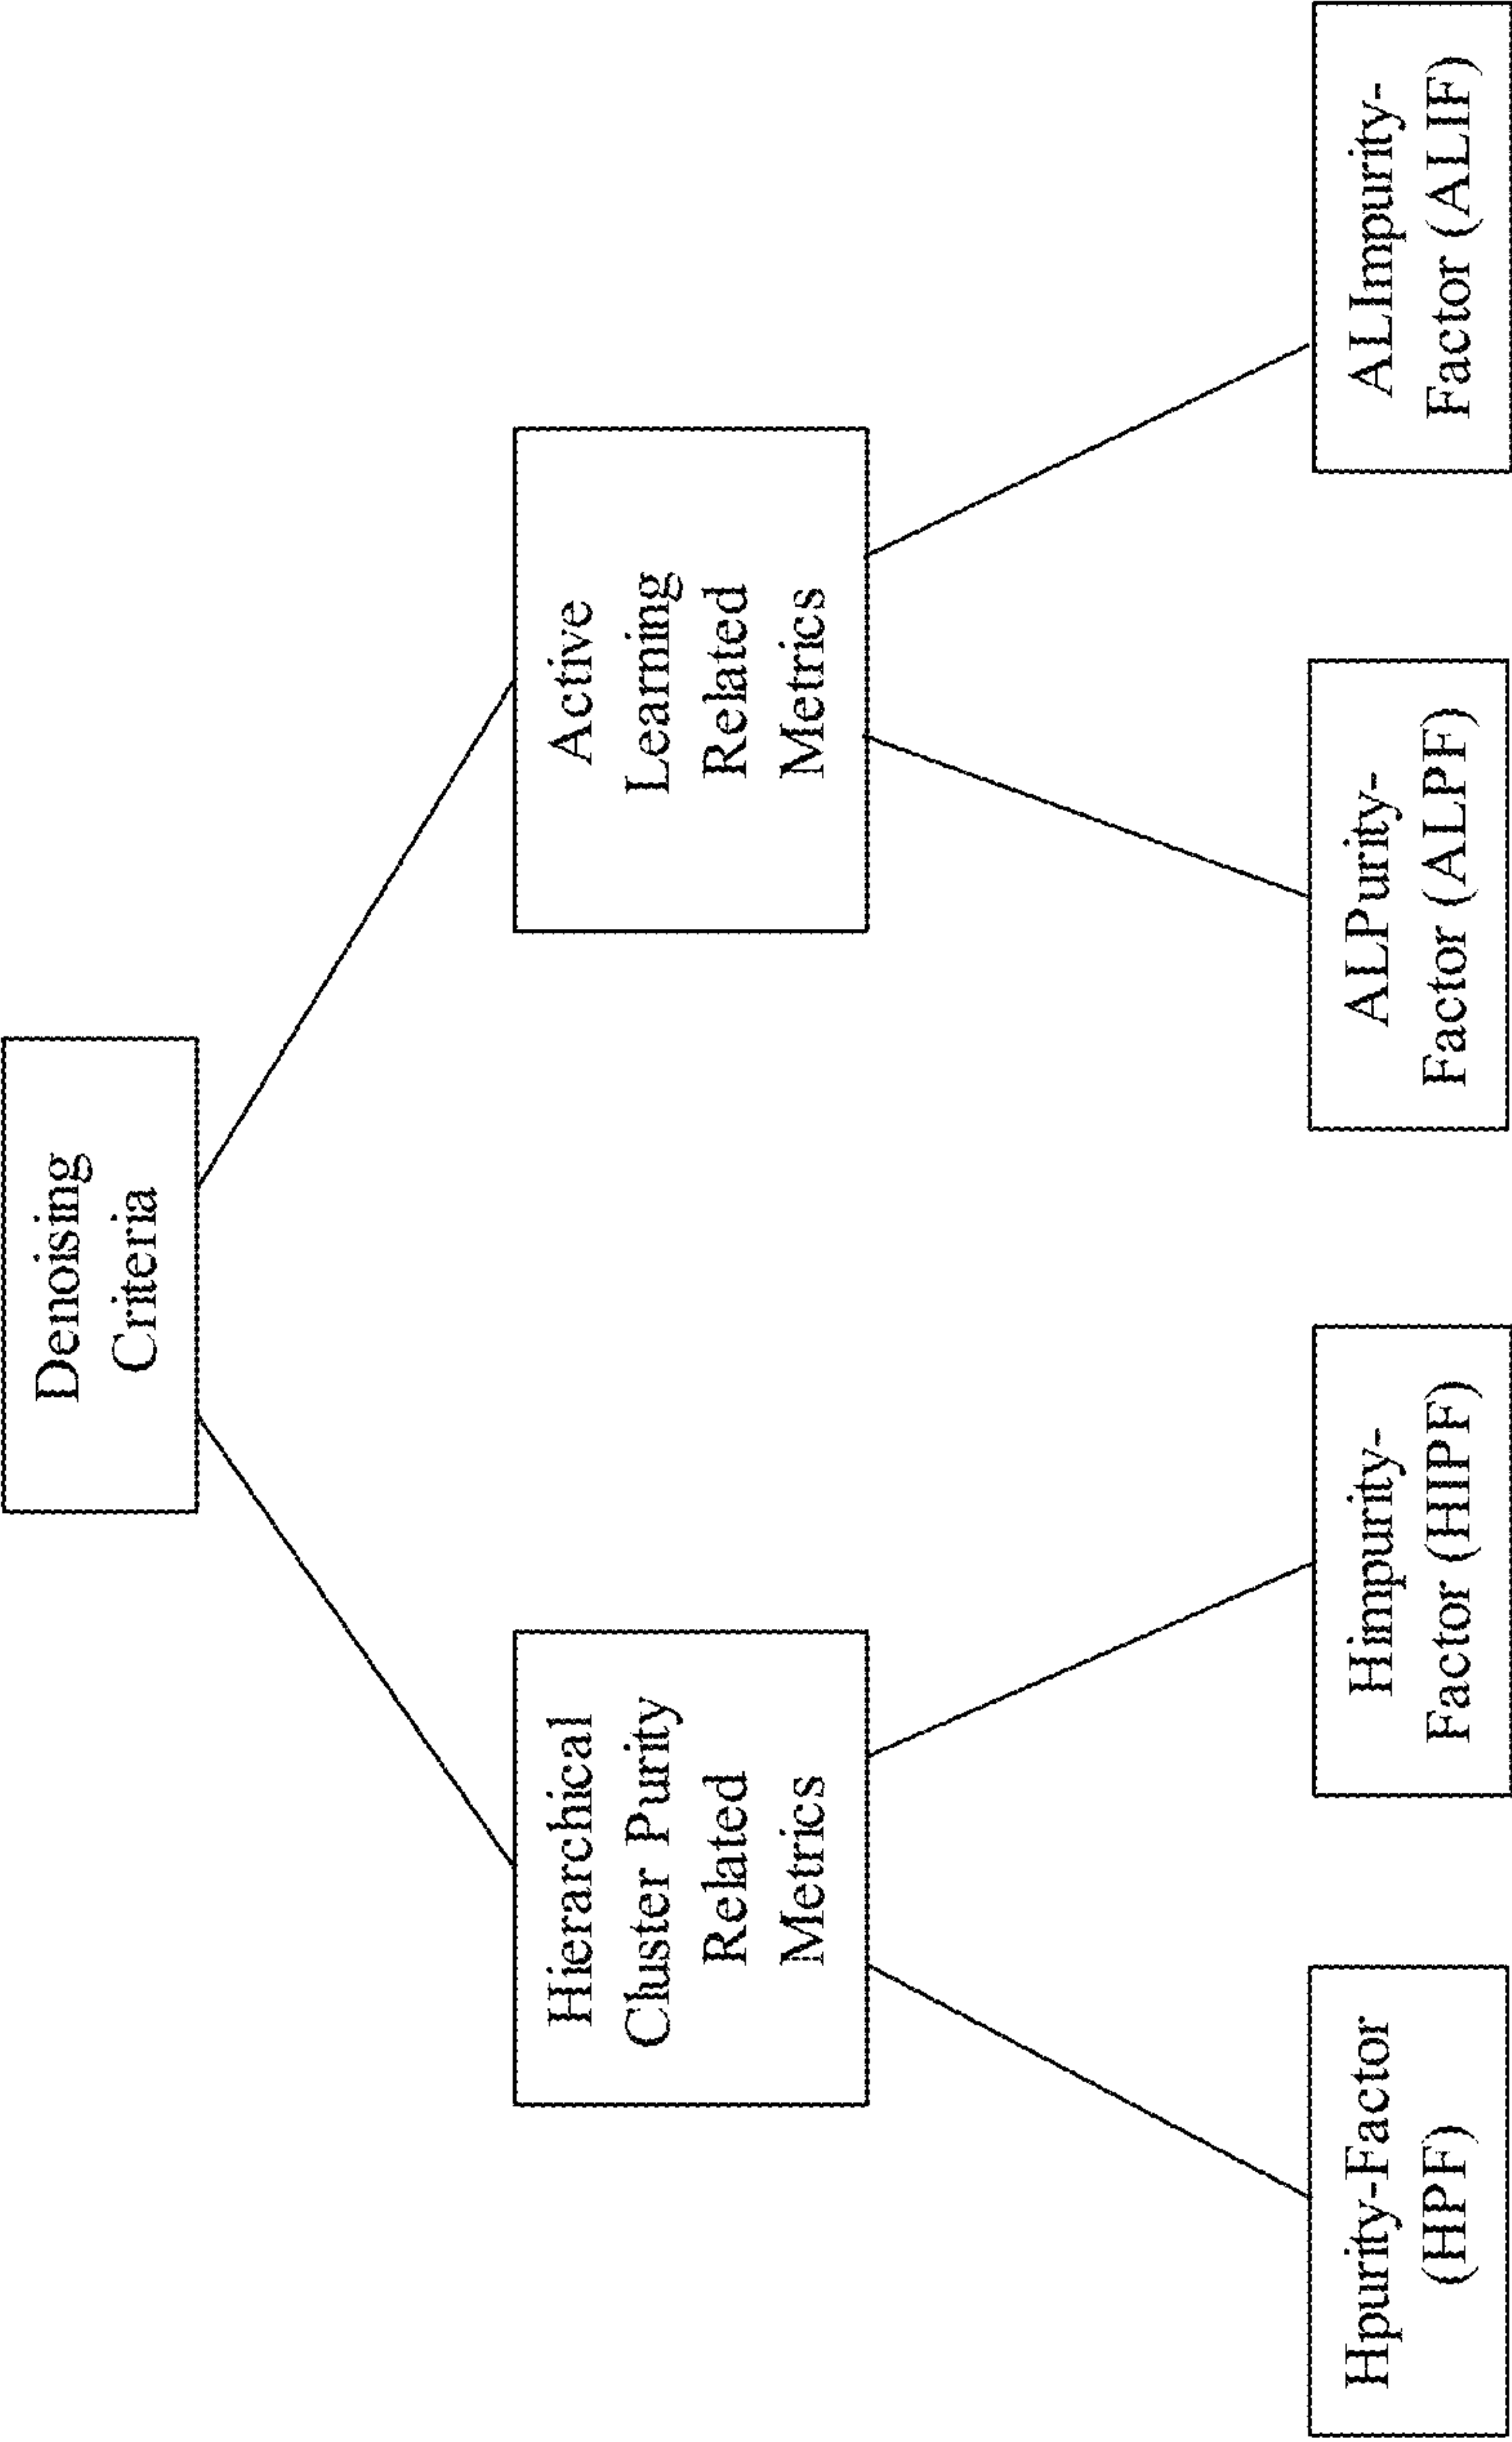 Denoising
Criteria
Hierarchical
Cluster Purity
Related
Metrics
Active
Learning
Related
Metrics
Hpurity-Factor
(HPF)
Himpurity-
Factor (HIPF)
ALPurity-
Factor (ALPF)
ALImpurity-
Factor (ALIF)